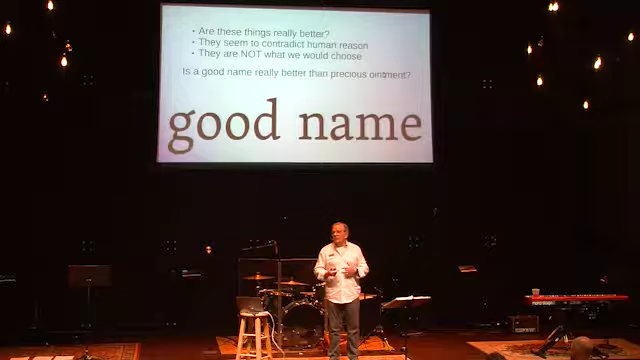 • Are these things really better?
• They seem to contradict human reason
• They are NOT what we would choose
Is a good name really better than precious ointment?
good name